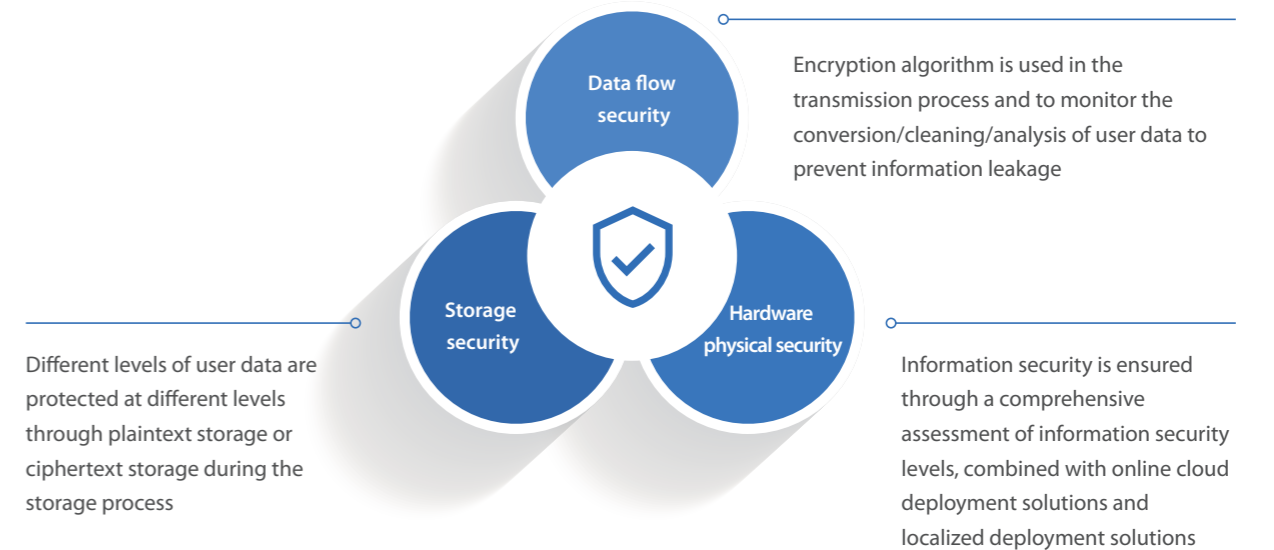 Data flow
security
Encryption algorithm is used in the
transmission process and to monitor the
conversion/cleaning/analysis of user data to
prevent information leakage
Storage
security
Different levels of user data are
protected at different levels
through plaintext storage or
ciphertext storage during the
storage process
Hardware
physical security
Information security is ensured
through a comprehensive
assessment of information security
levels, combined with online cloud
deployment solutions and
localized deployment solutions